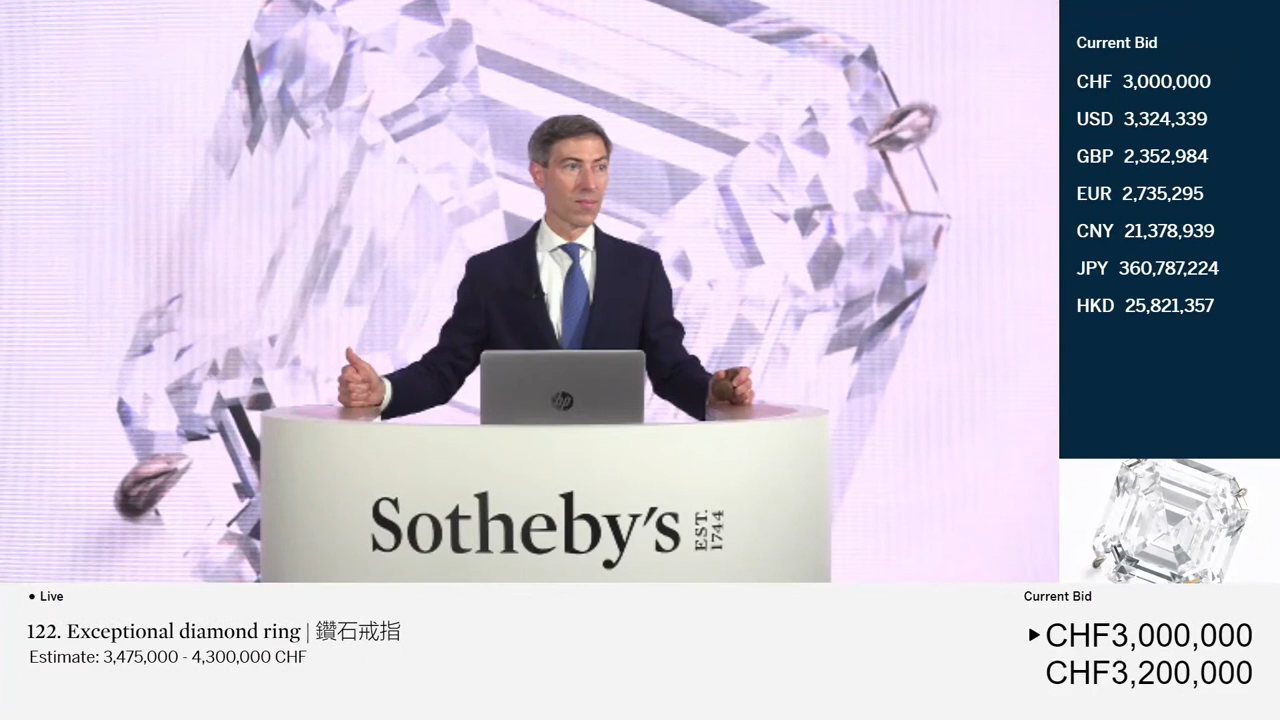 Current Bid
CHF 3,000,000
USD 3,324,339
GBP 2,352,984
EUR 2,735,295
CNY 21,378,939
JPY 360,787,224
HKD 25,821,357
hp
Sotheby's
EST.
1744
• Live
122. Exceptional diamond ring | 鑽石戒指
Estimate: 3,475,000 - 4,300,000 CHF
Current Bid
CHF3,000,000
CHF3,200,000